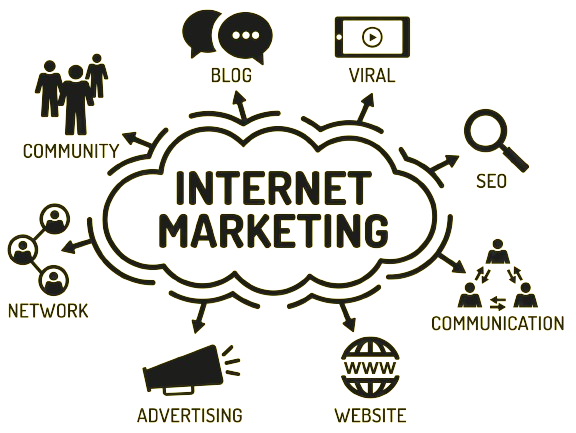 BLOG
VIRAL
COMMUNITY
SEO
INTERNET
MARKETING
NETWORK
COMMUNICATION
WWW
ADVERTISING
WEBSITE